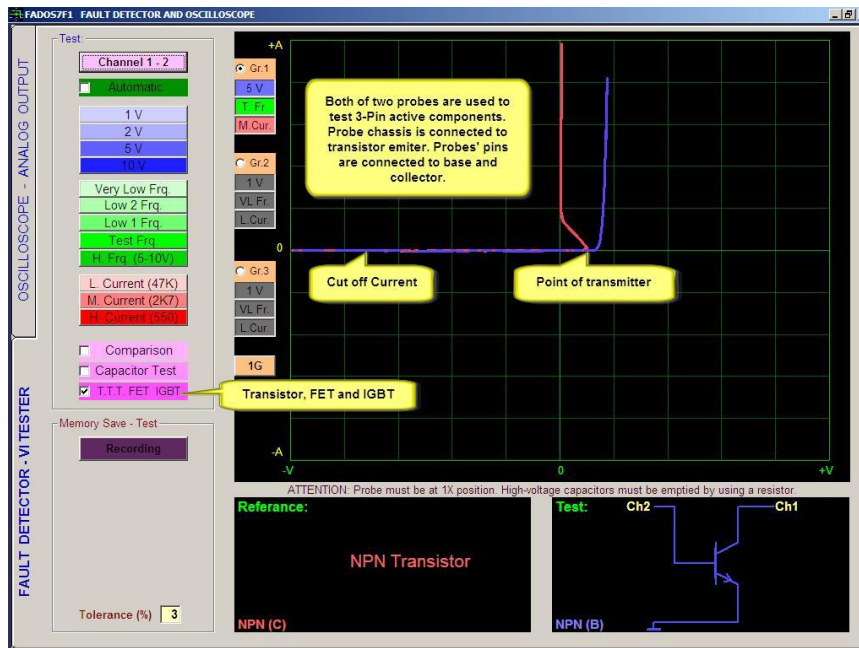 FADOS7F1 FAULT DETECTOR AND OSCILLOSCOPE
OSCILLOSCOPE - ANALOG OUTPUT
FAULT DETECTOR - VI TESTER
Test:
Channel 1 - 2
Automatic
1 V
2 V
5 V
10 V
Very Low Frq.
Low 2 Frq.
Low 1 Frq.
Test Frq.
H. Frq. (5-10V)
L. Current (47K)
M. Current (2K7)
H. Current (550)
Comparison
Capacitor Test
T.T.T. FET IGBT
Memory Save - Test
Recording
Tolerance (%) 3
Gr.1
5 V
T. Fr
M.Cur.
Gr.2
1 V
VL Fr.
L.Cur.
Gr.3
1 V
VL Fr.
L.Cur.
1G
+A
0
-A
-V
0
+V
Both of two probes are used to
test 3-Pin active components.
Probe chassis is connected to
transistor emiter. Probes' pins
are connected to base and
collector.
Cut off Current
Point of transmitter
Transistor, FET and IGBT
ATTENTION: Probe must be at 1X position. High-voltage capacitors must be emptied by using a resistor.
Referance:
NPN Transistor
NPN (C)
Test:
Ch2
Ch1
NPN (B)